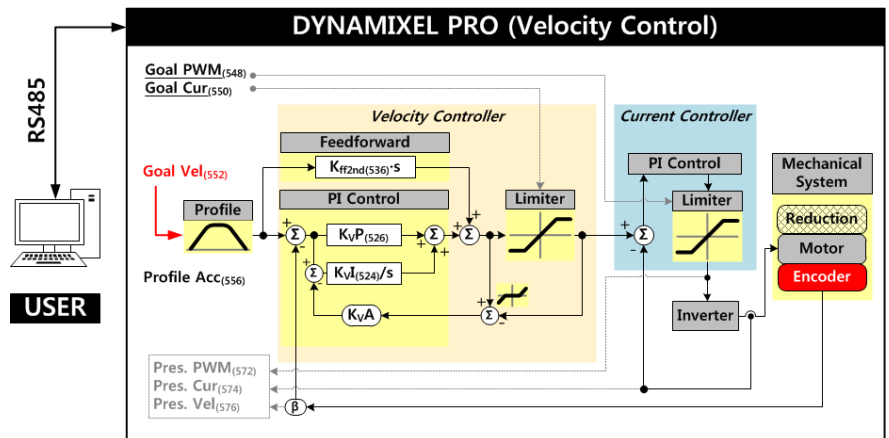 DYNAMIXEL PRO (Velocity Control)
RS485
USER
Goal PWM(548)
Goal Cur(550)
Goal Vel(552)
Profile
Profile Acc(556)
Velocity Controller
Feedforward
Kff2nd(536)·s
PI Control
Σ
+
-
KVP(526)
Σ
+
+
Σ
+
+
Σ
+
-
KVI(524)/s
KVA
Limiter
Σ
+
-
Current Controller
PI Control
Limiter
Σ
+
-
Mechanical
System
Reduction
Motor
Encoder
Inverter
Pres. PWM(572)
Pres. Cur(574)
Pres. Vel(576)
β